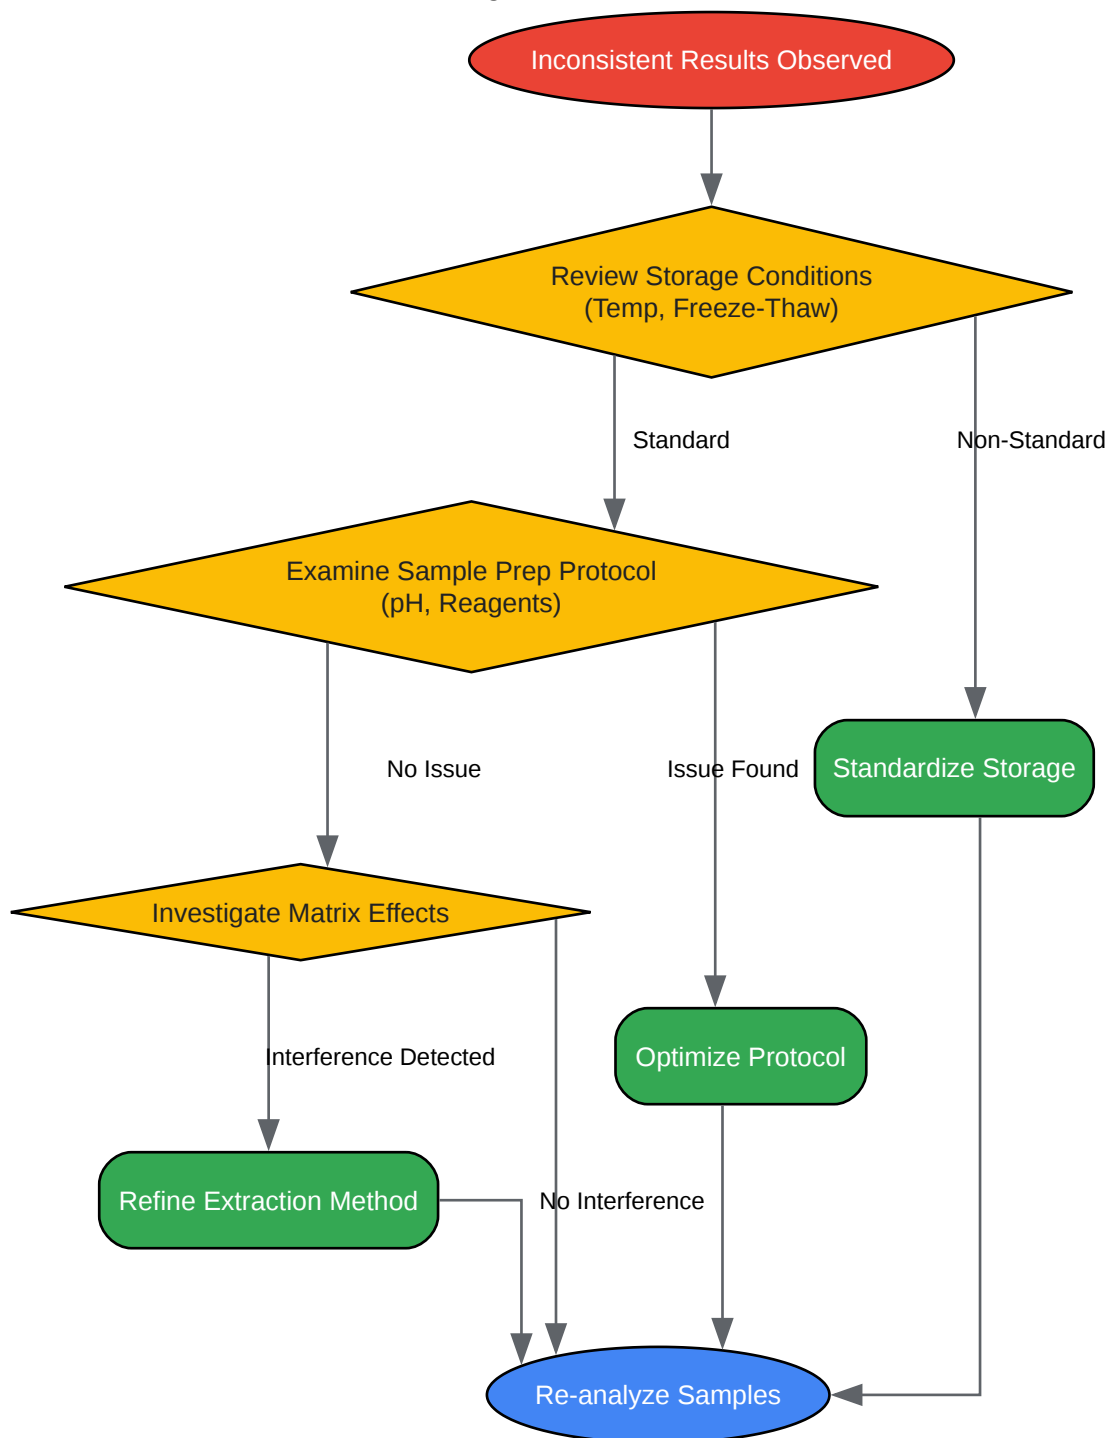 Inconsistent Results Observed
Review Storage Conditions
(Temp, Freeze-Thaw)
Standard
Non-Standard
Examine Sample Prep Protocol
(pH, Reagents)
No Issue
Issue Found
Standardize Storage
Investigate Matrix Effects
Interference Detected
Optimize Protocol
Refine Extraction Method
No Interference
Re-analyze Samples